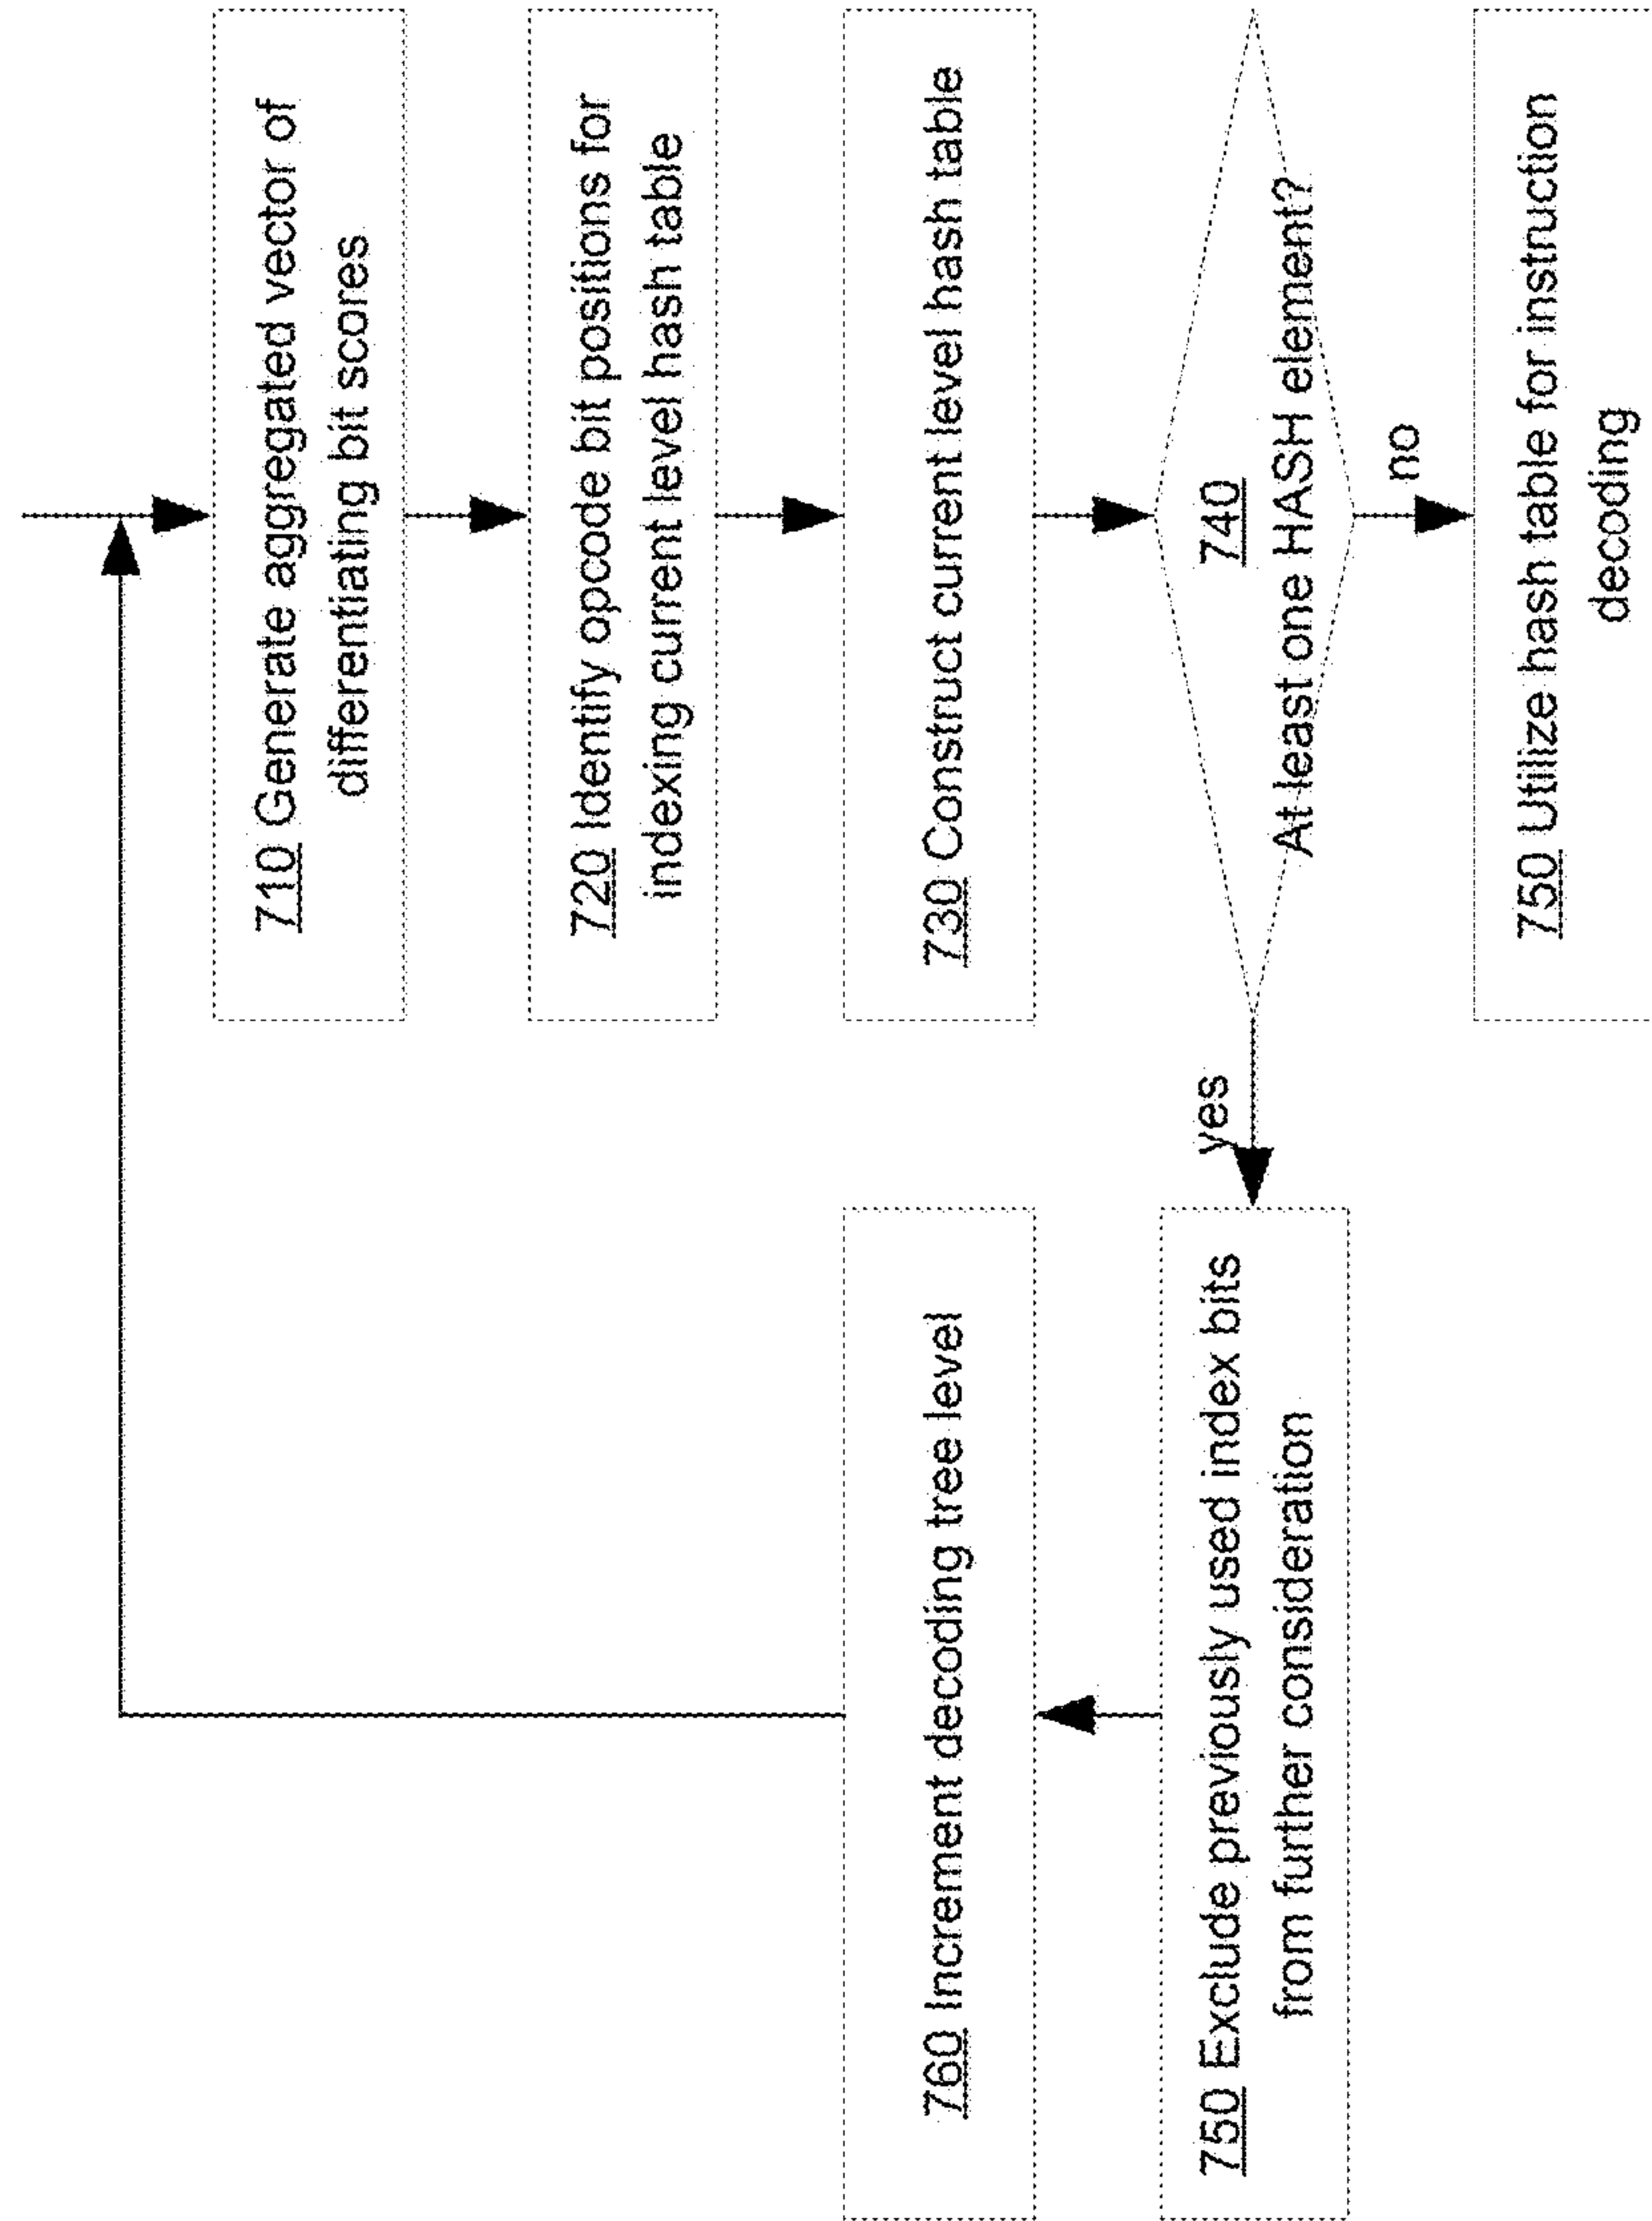 710 Generate aggregated vector of
differentiating bit scores
720 Identify opcode bit positions for
indexing current level hash table
730 Construct current level hash table
740
At least one HASH element?
yes
no
750 Exclude previously used index bits
from further consideration
760 Increment decoding tree level
750 Utilize hash table for instruction
decoding